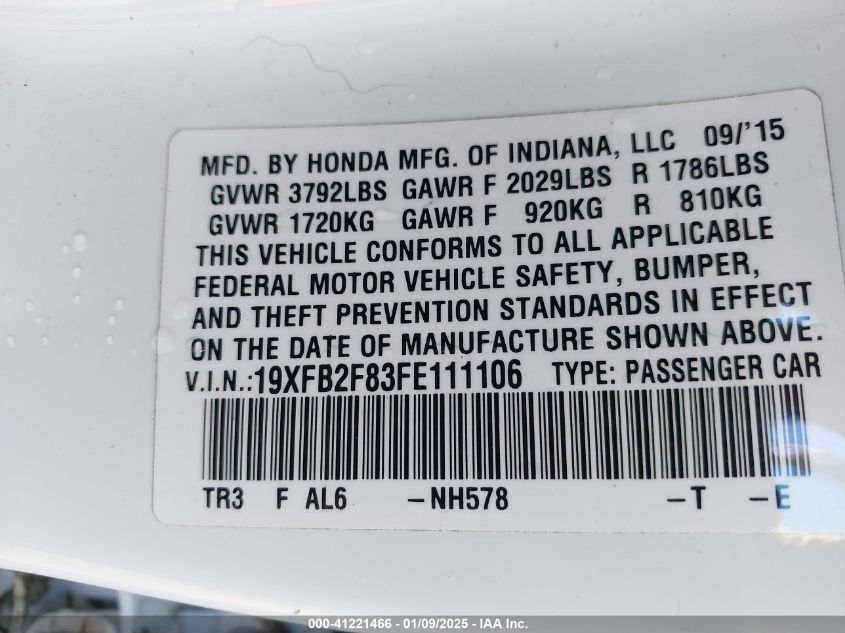 MFD. BY HONDA MFG. OF INDIANA, LLC 09/'15
GVWR 3792LBS GAWR F 2029LBS R 1786LBS
GVWR 1720KG GAWR F 920KG R 810KG
THIS VEHICLE CONFORMS TO ALL APPLICABLE
FEDERAL MOTOR VEHICLE SAFETY, BUMPER,
AND THEFT PREVENTION STANDARDS IN EFFECT
ON THE DATE OF MANUFACTURE SHOWN ABOVE.
V.I.N.:19XFB2F83FE111106 TYPE: PASSENGER CAR
TR3 F AL6 -NH578 -T -E
000-41221466 - 01/09/2025 - IAA Inc.